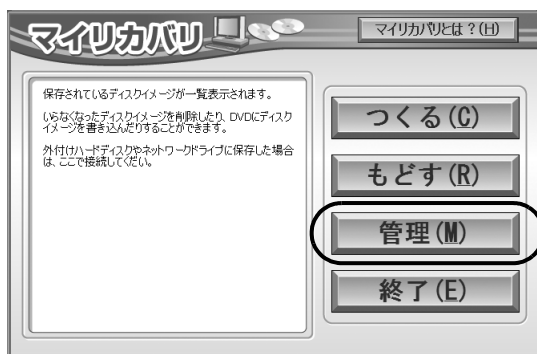 マイリカバリ
マイリカバリとは？(H)
保存されているディスクイメージが一覧表示されます。
いらなくなったディスクイメージを削除したり、DVDにディスク
イメージを書き込んだりすることができます。
外付けハードディスクやネットワークドライブに保存した場合
は、ここで接続してください。
つくる(C)
もどす(R)
管理(M)
終了(E)